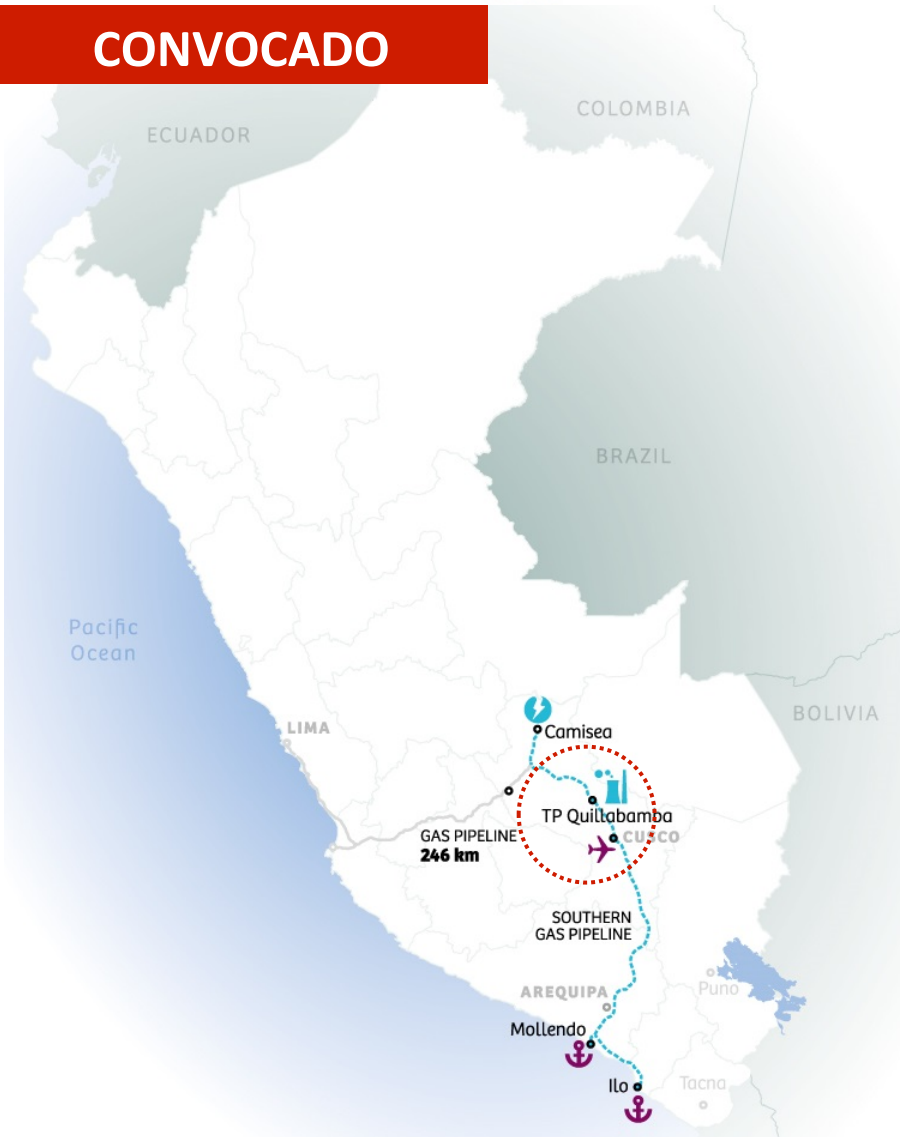 CONVOCADO
COLOMBIA
ECUADOR
BRAZIL
Pacific
Ocean
BOLIVIA
LIMA
Camisea
TP Quillabamba
GAS PIPELINE
246 km
CUSCO
SOUTHERN
GAS PIPELINE
Puno
AREQUIPA
Mollendo
Ilo
Tacna